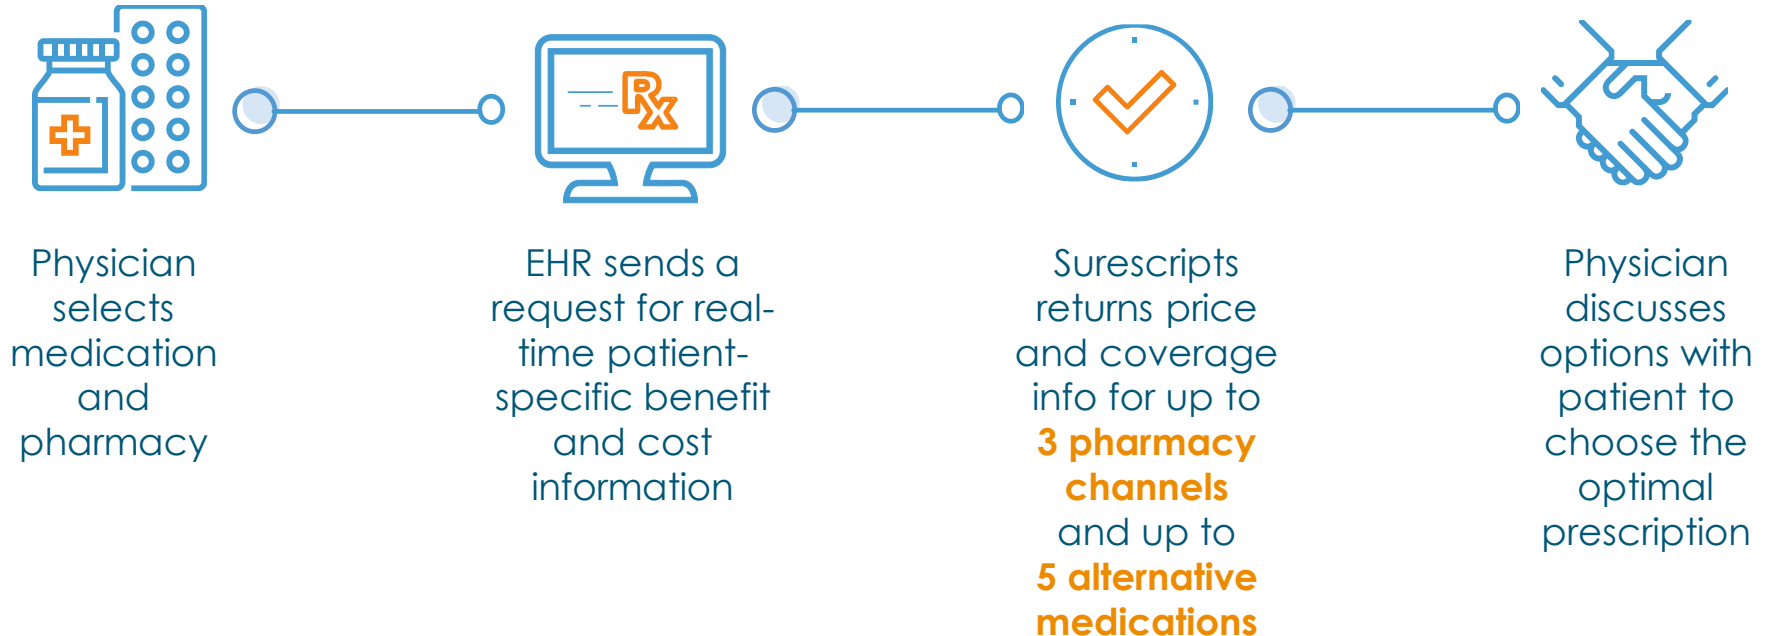 Rx
Physician
selects
medication
and
pharmacy
EHR sends a
request for real-
time patient-
specific benefit
and cost
information
Surescripts
returns price
and coverage
info for up to
3 pharmacy
channels
and up to
5 alternative
medications
Physician
discusses
options with
patient to
choose the
optimal
prescription